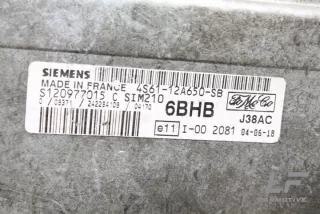 SIEMENS
MADE IN FRANCE 4S61-12A650-SB
S120977015 C SIM210
6BHB
FoMoCo
J38AC
e11 I-00 2081 04-06-18